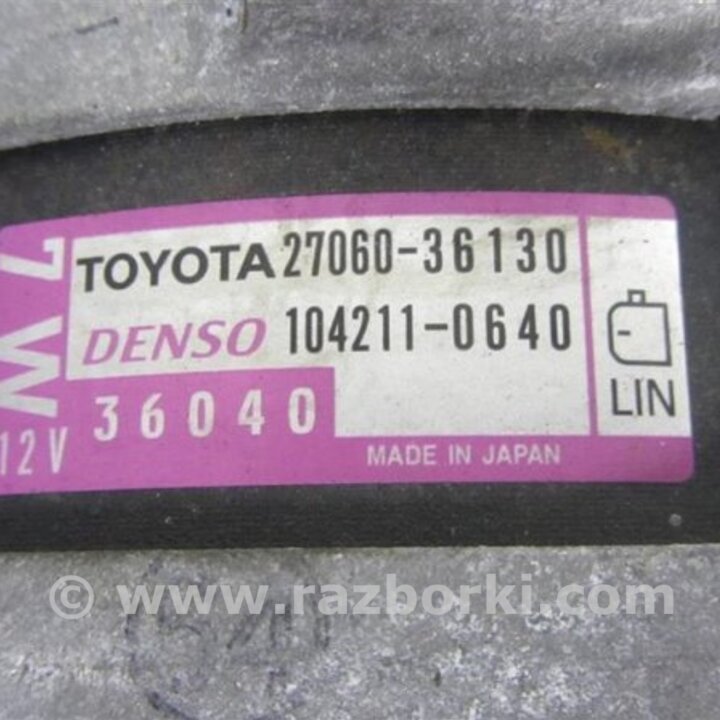 7W
TOYOTA 27060-36130
DENSO 104211-0640
12V 36040
LIN
MADE IN JAPAN
© www.razborki.com